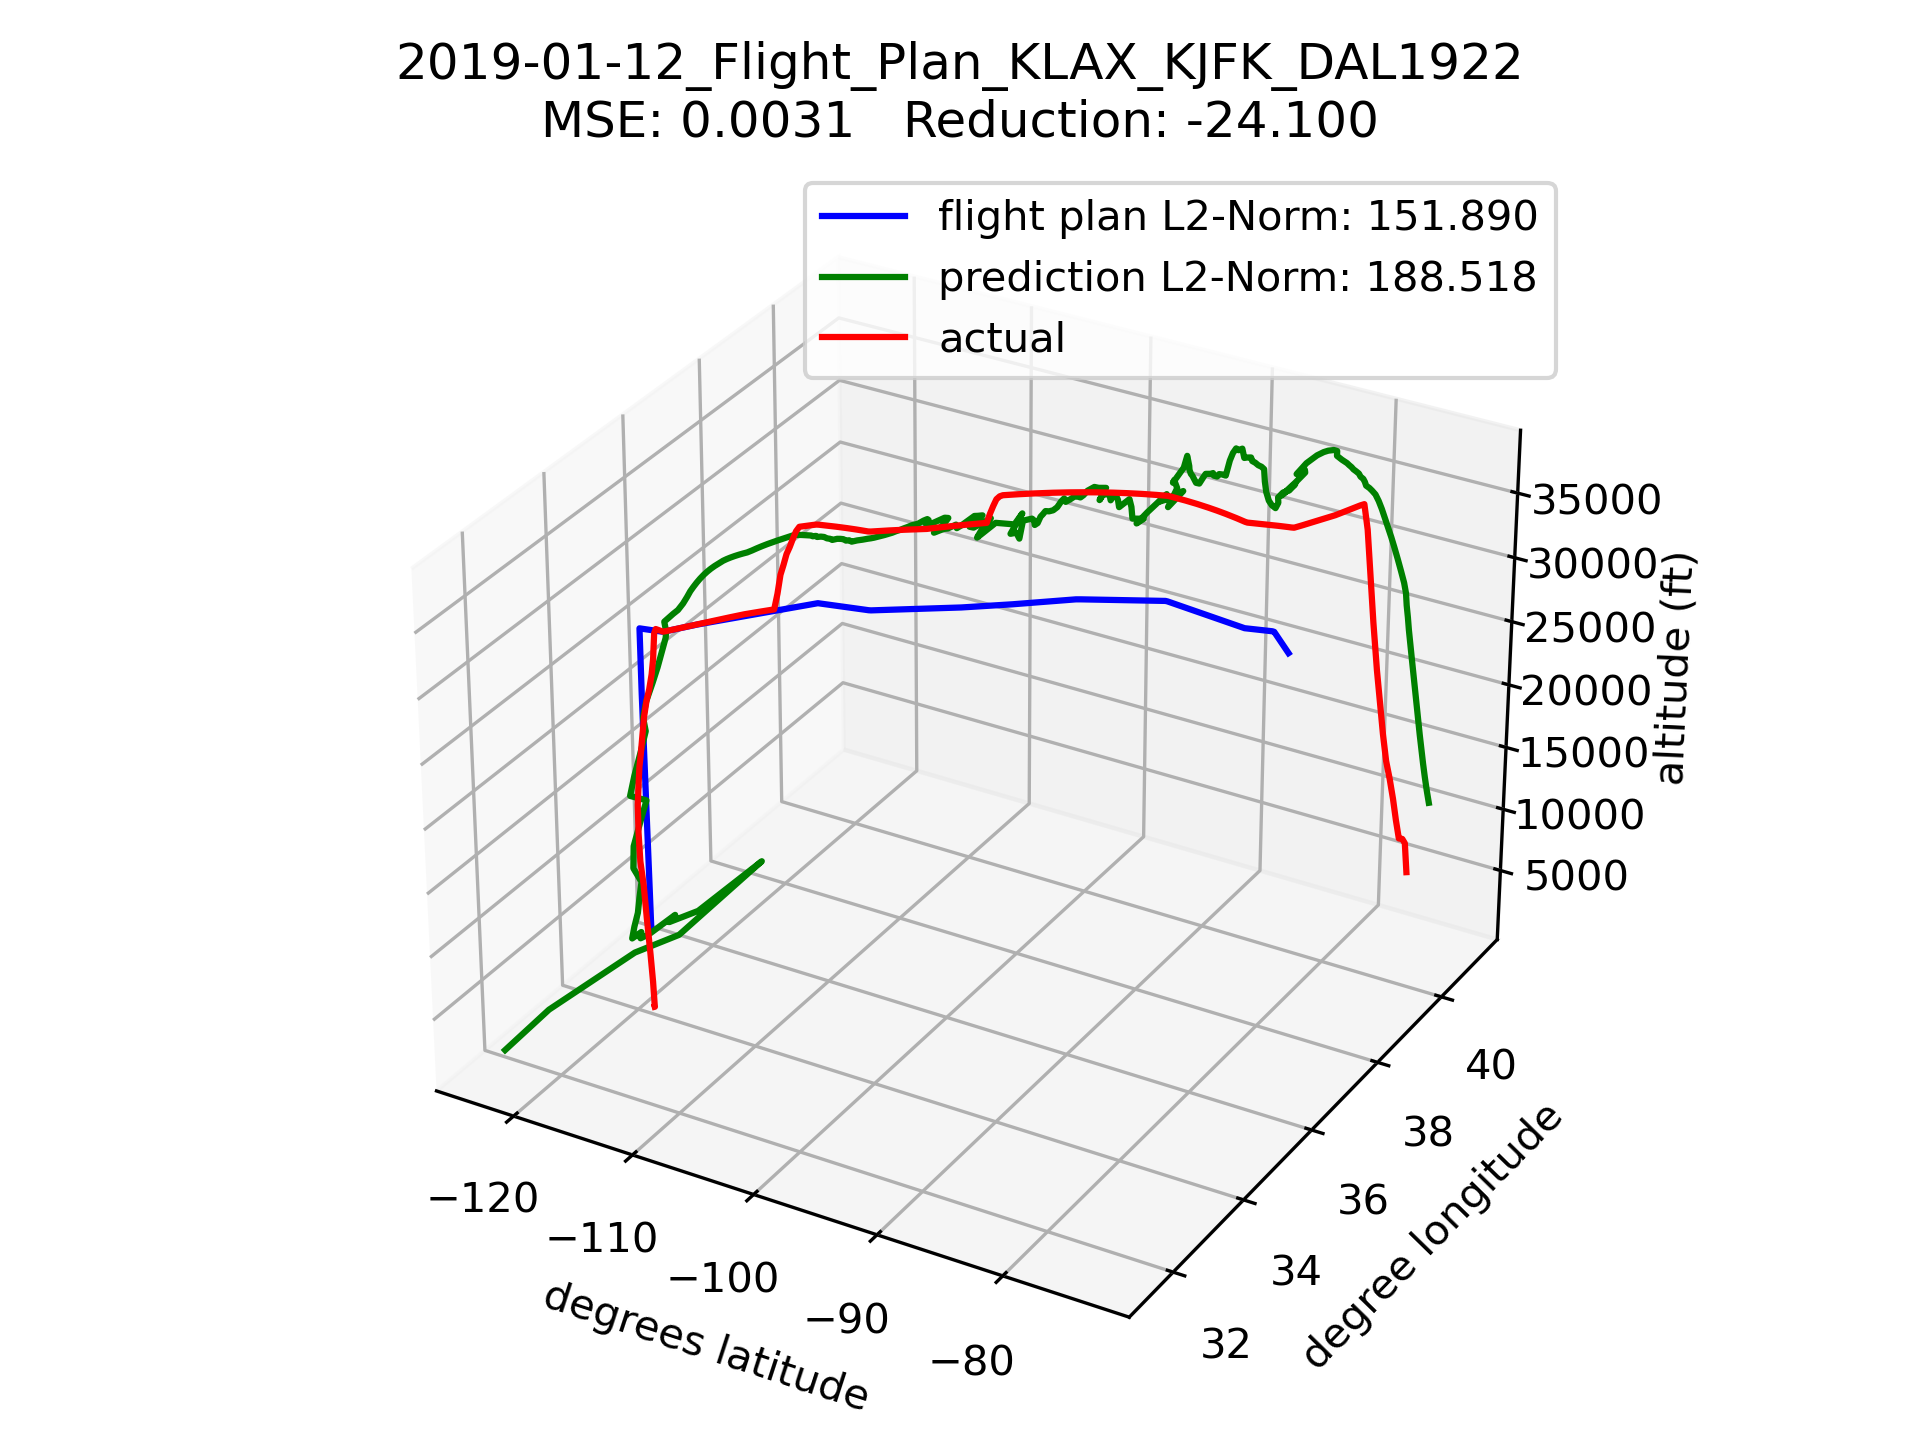 2019-01-12_Flight_Plan_KLAX_KJFK_DAL1922
MSE: 0.0031   Reduction: -24.100
flight plan L2-Norm: 151.890
prediction L2-Norm: 188.518
actual
35000
30000
25000
20000
15000
10000
5000
altitude (ft)
40
38
36
34
32
degree longitude
−120
−110
−100
−90
−80
degrees latitude